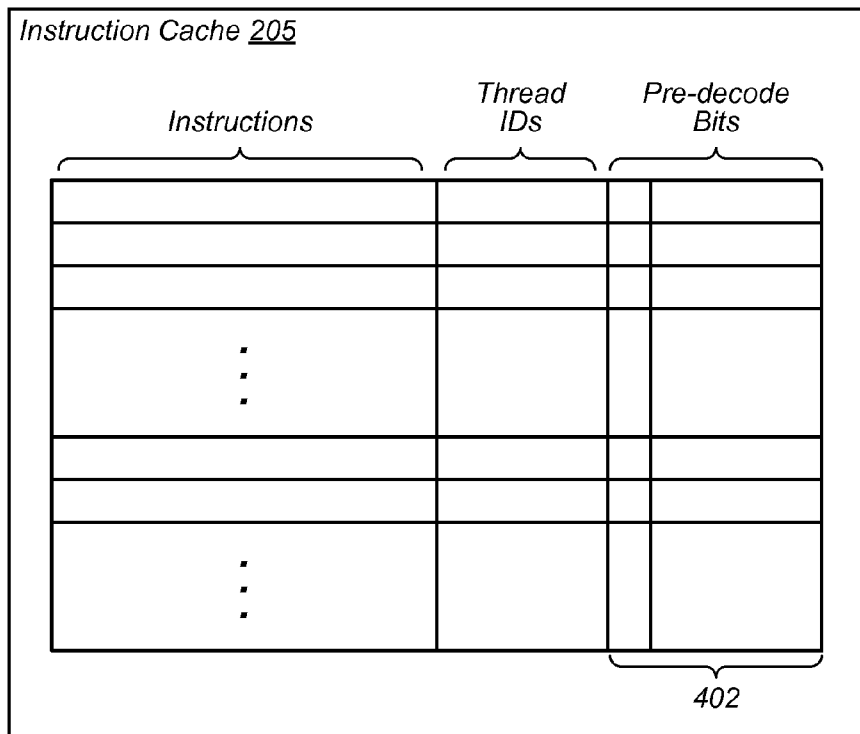 Instruction Cache 205
Thread
IDs
Pre-decode
Bits
Instructions
402